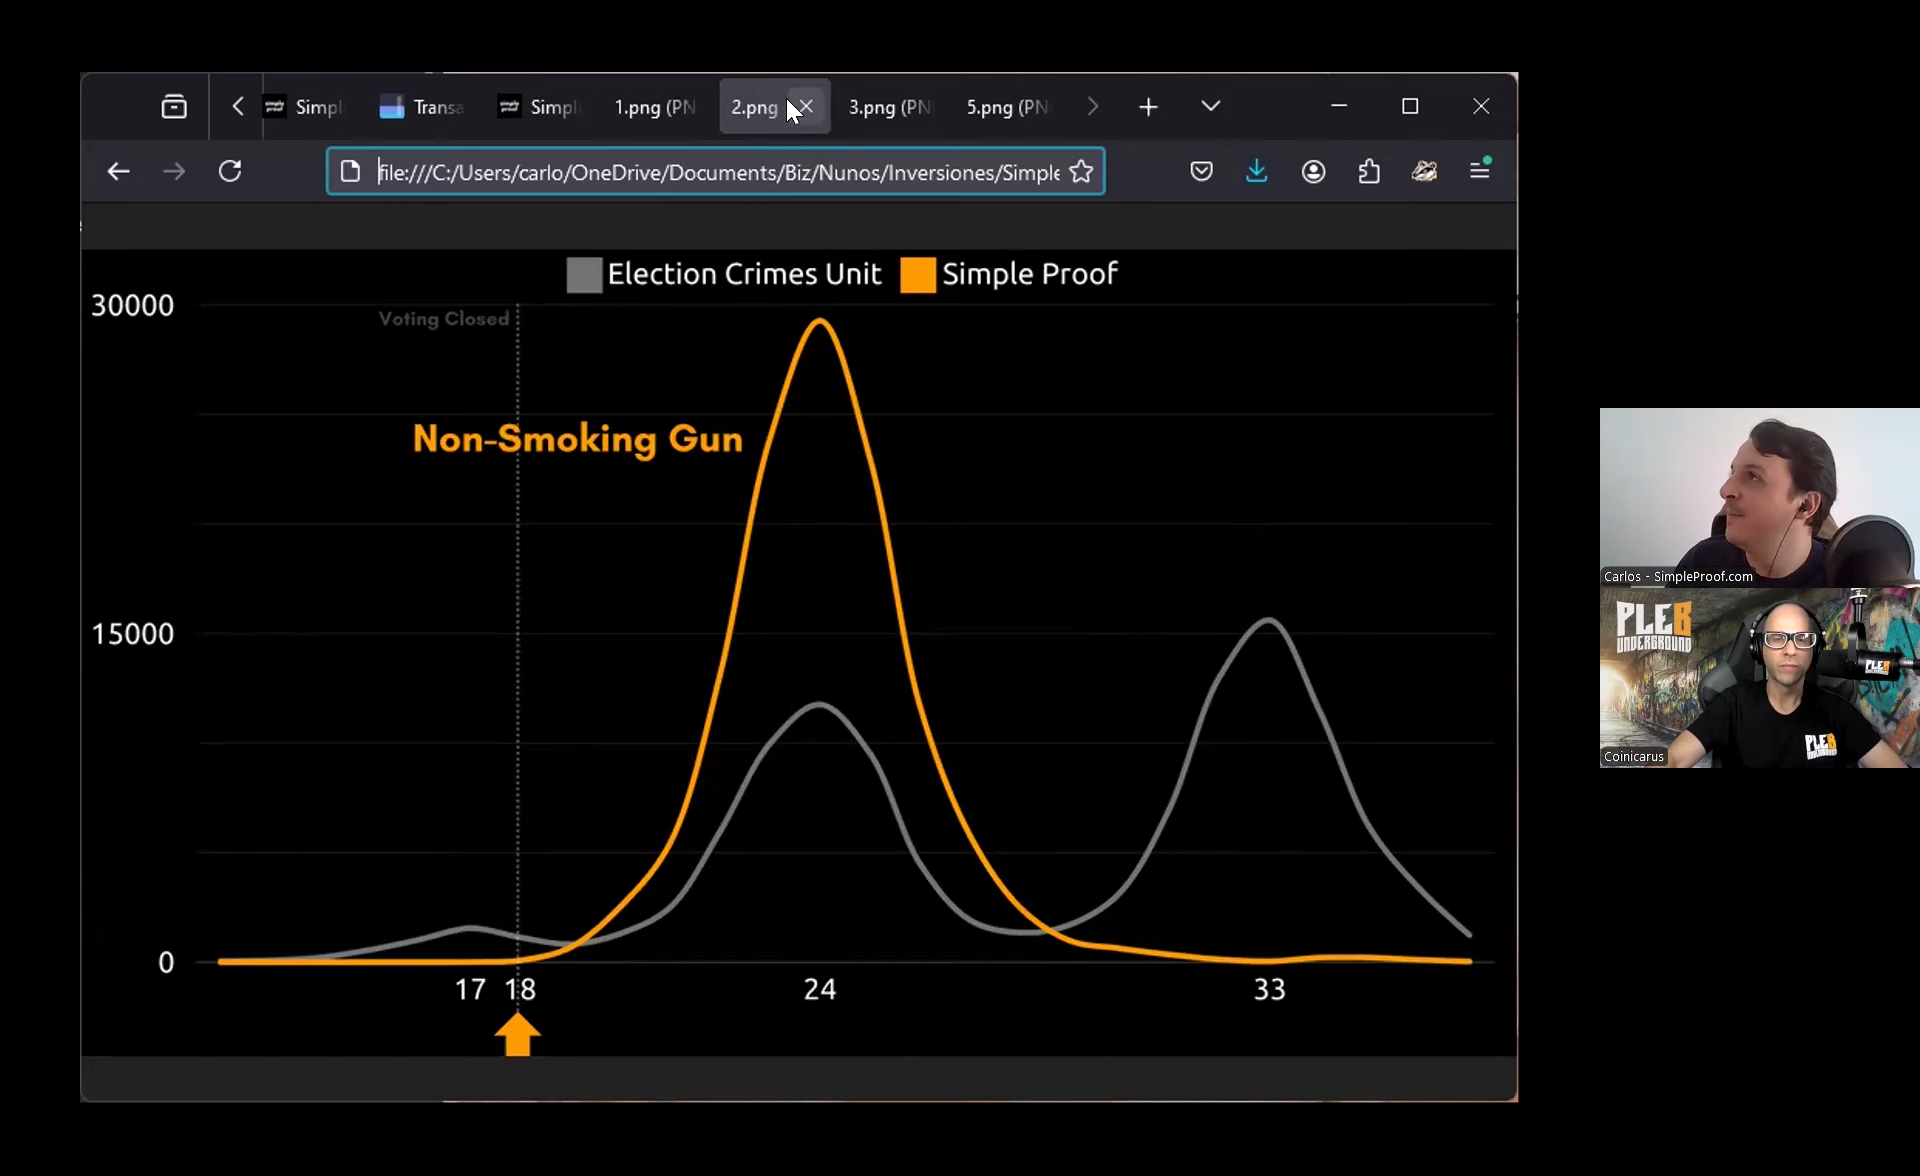 Simpl
Transa
Simpl
1.png (PN
2.png
3.png (PN
5.png (PN
file:///C:/Users/carlo/OneDrive/Documents/Biz/Nunos/Inversiones/Simple
Election Crimes Unit
Simple Proof
30000
Voting Closed
Non-Smoking Gun
15000
0
17
18
24
33
Carlos - SimpleProof.com
PLEB
UNDERGROUND
PLEB
PLEB
Coinicarus